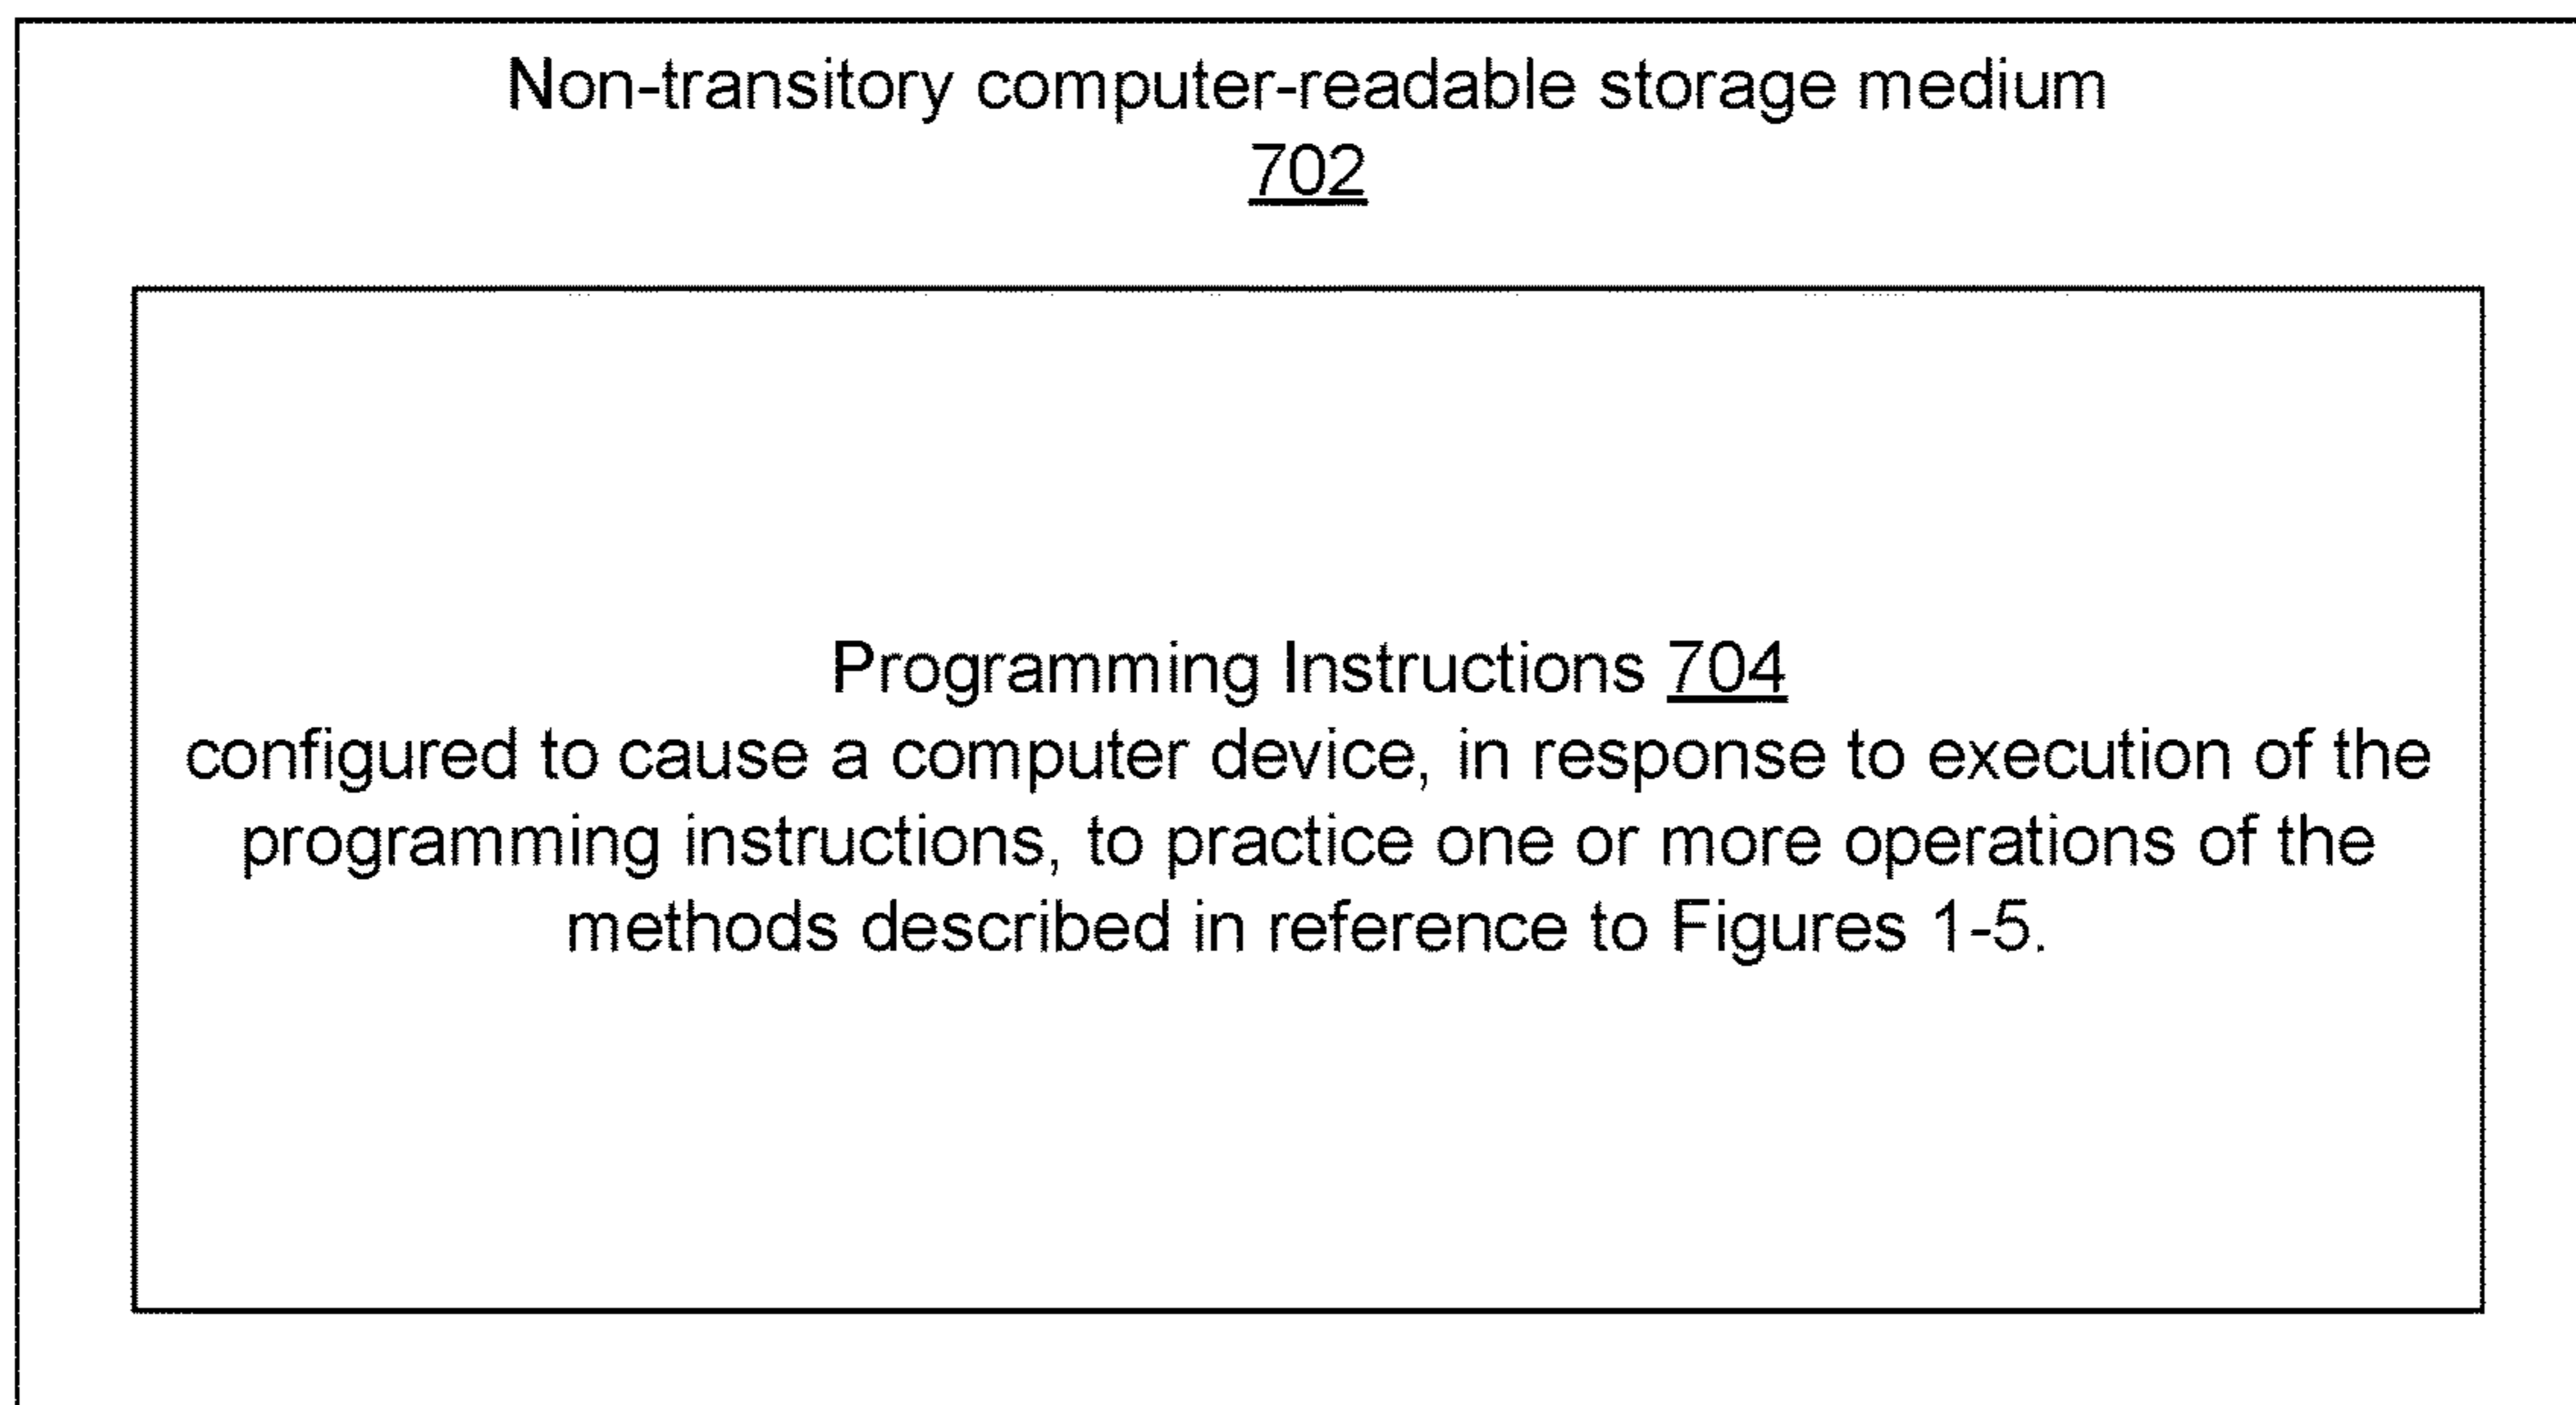 Non-transitory computer-readable storage medium
702
Programming Instructions 704
configured to cause a computer device, in response to execution of the
programming instructions, to practice one or more operations of the
methods described in reference to Figures 1-5.